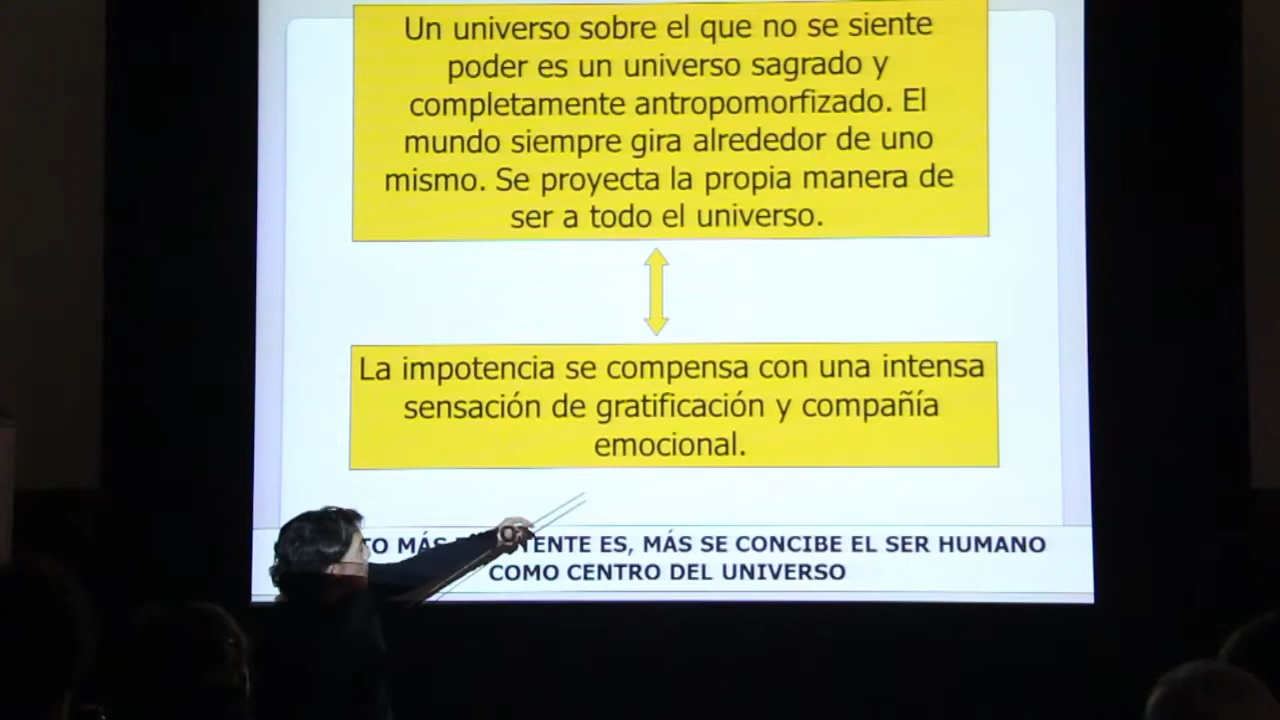 Un universo sobre el que no se siente
poder es un universo sagrado y
completamente antropomorfizado. El
mundo siempre gira alrededor de uno
mismo. Se proyecta la propia manera de
ser a todo el universo.
La impotencia se compensa con una intensa
sensación de gratificación y compañía
emocional.
MÁS ES, MÁS SE CONCIBE EL SER HUMANO
COMO CENTRO DEL UNIVERSO